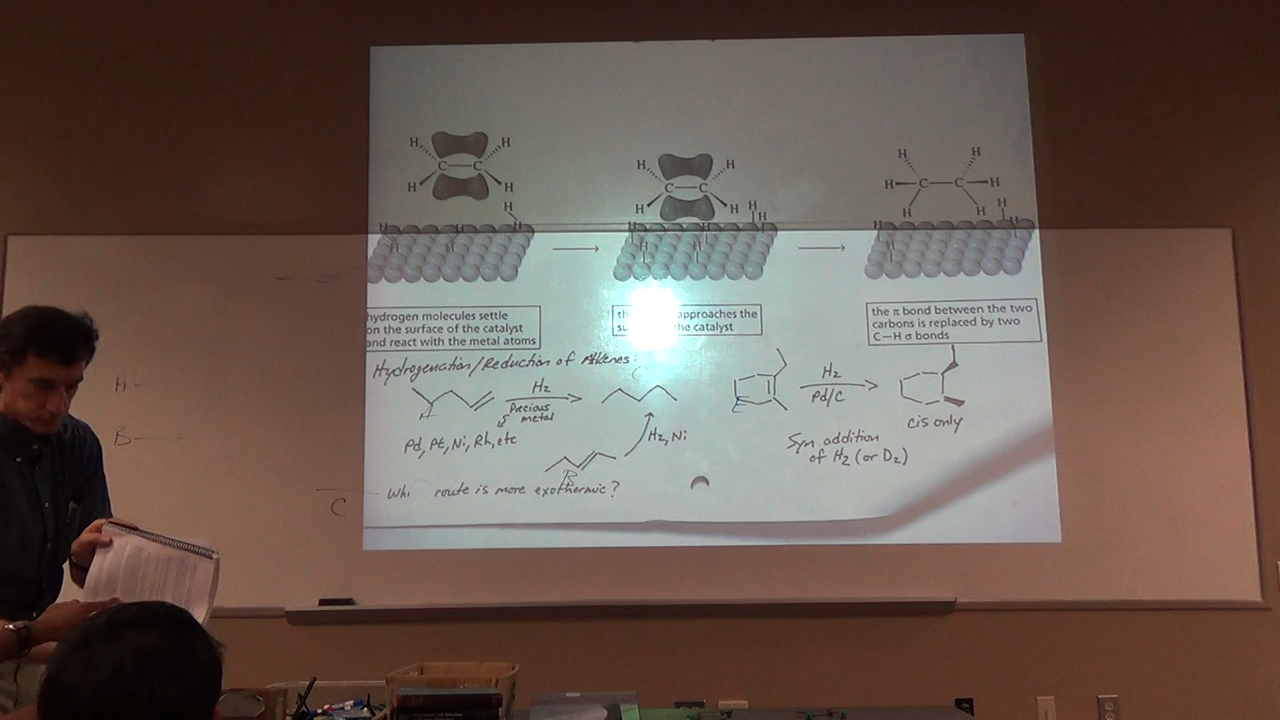 H H H H
C—C C—C C—C
hydrogen molecules settle
on the surface of the catalyst
and react with the metal atoms
approaches the
the catalyst
the π bond between the two
carbons is replaced by two
C—H σ bonds
Hydrogenation/Reduction of Alkenes:
H2
Precious
metal
Pd, Pt, Ni, Rh, etc
H2, Ni
H2
Pd/C
cis only
Syn addition
of H2 (or D2)
route is more exothermic?
A
B
H
B
C